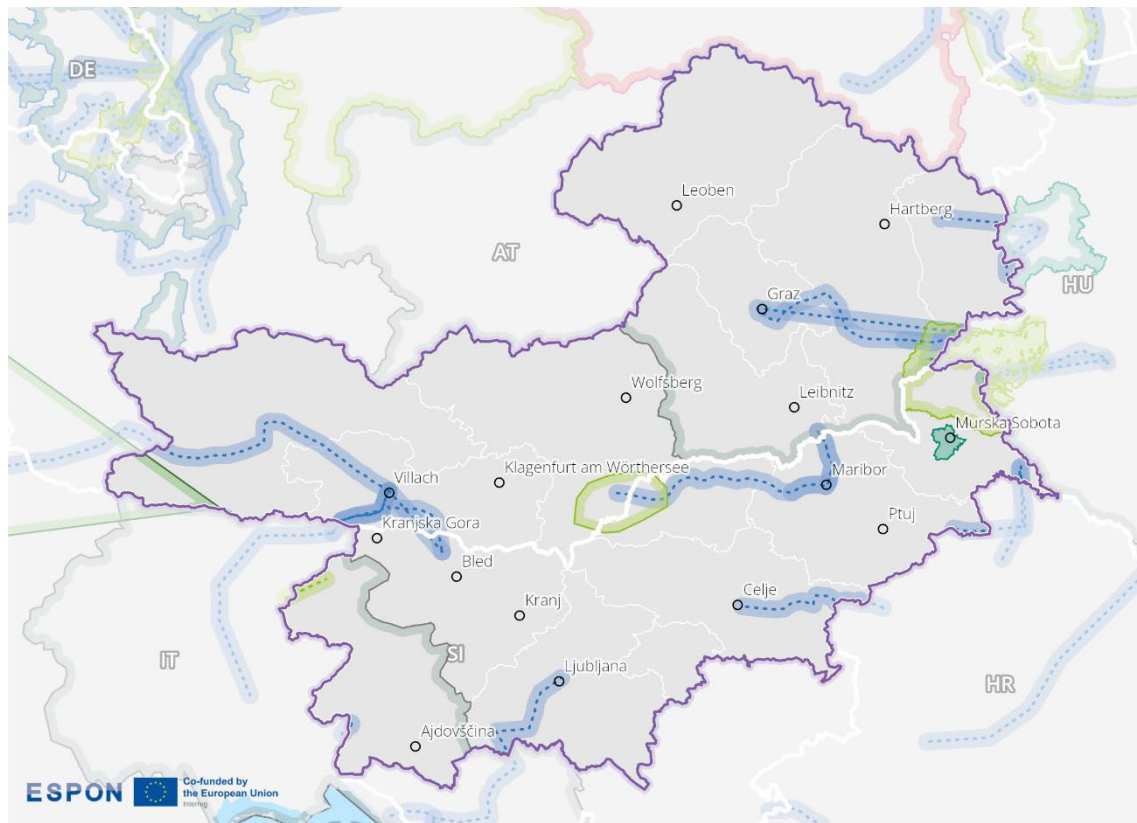 DE
Leoben
Hartberg
AT
HU
Graz
Wolfsberg
Leibnitz
Murska Sobota
Klagenfurt am Wörthersee
Villach
Maribor
Kranjska Gora
Ptuj
Bled
Celje
Kranj
IT
SI
Ljubljana
HR
Ajdovščina
ESPON
Co-funded by
the European Union
Interreg